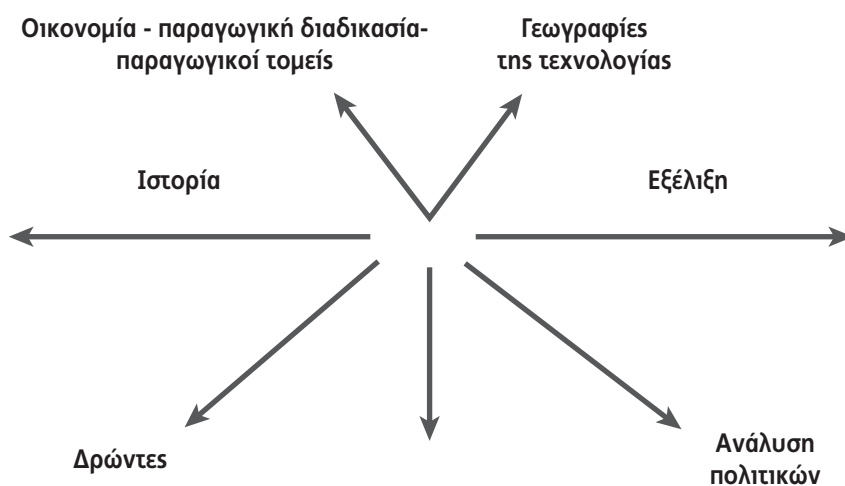 Οικονομία - παραγωγική διαδικασία-
παραγωγικοί τομείς
Γεωγραφίες
της τεχνολογίας
Ιστορία
Εξέλιξη
Δρώντες
Ανάλυση
πολιτικών